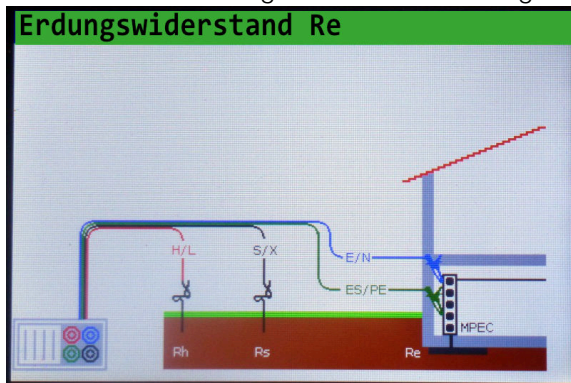 Erdungswiderstand Re
H/L
S/X
E/N
ES/PE
MPEC
Rh
Rs
Re